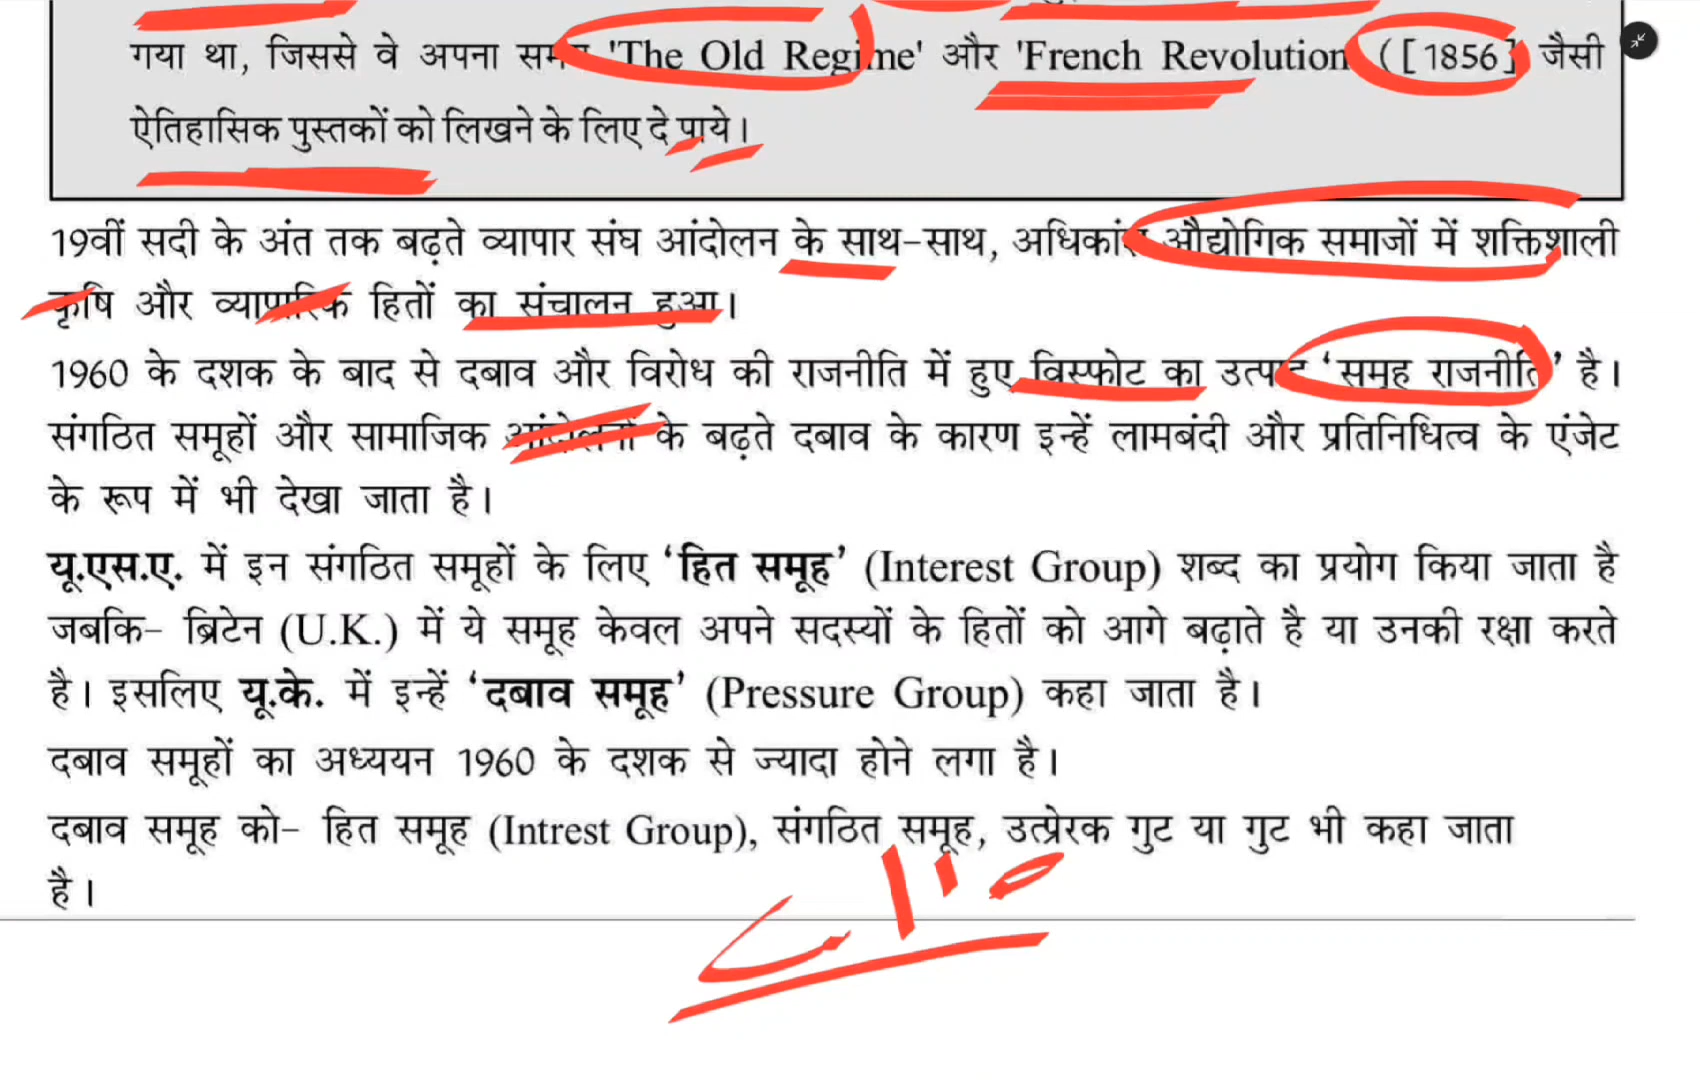 गया था, जिससे वे अपना समय 'The Old Regime' और 'French Revolution ([1856] जैसी
ऐतिहासिक पुस्तकों को लिखने के लिए दे पाये।
19वीं सदी के अंत तक बढ़ते व्यापार संघ आंदोलन के साथ-साथ, अधिकांश औद्योगिक समाजों में शक्तिशाली
कृषि और व्यापारिक हितों का संचालन हुआ।
1960 के दशक के बाद से दबाव और विरोध की राजनीति में हुए विस्फोट का उत्पाद ‘समूह राजनीति’ है।
संगठित समूहों और सामाजिक आंदोलनों के बढ़ते दबाव के कारण इन्हें लामबंदी और प्रतिनिधित्व के एंजेट
के रूप में भी देखा जाता है।
यू.एस.ए. में इन संगठित समूहों के लिए ‘हित समूह’ (Interest Group) शब्द का प्रयोग किया जाता है
जबकि- ब्रिटेन (U.K.) में ये समूह केवल अपने सदस्यों के हितों को आगे बढ़ाते है या उनकी रक्षा करते
है। इसलिए यू.के. में इन्हें ‘दबाव समूह’ (Pressure Group) कहा जाता है।
दबाव समूहों का अध्ययन 1960 के दशक से ज्यादा होने लगा है।
दबाव समूह को- हित समूह (Intrest Group), संगठित समूह, उत्प्रेरक गुट या गुट भी कहा जाता
है।